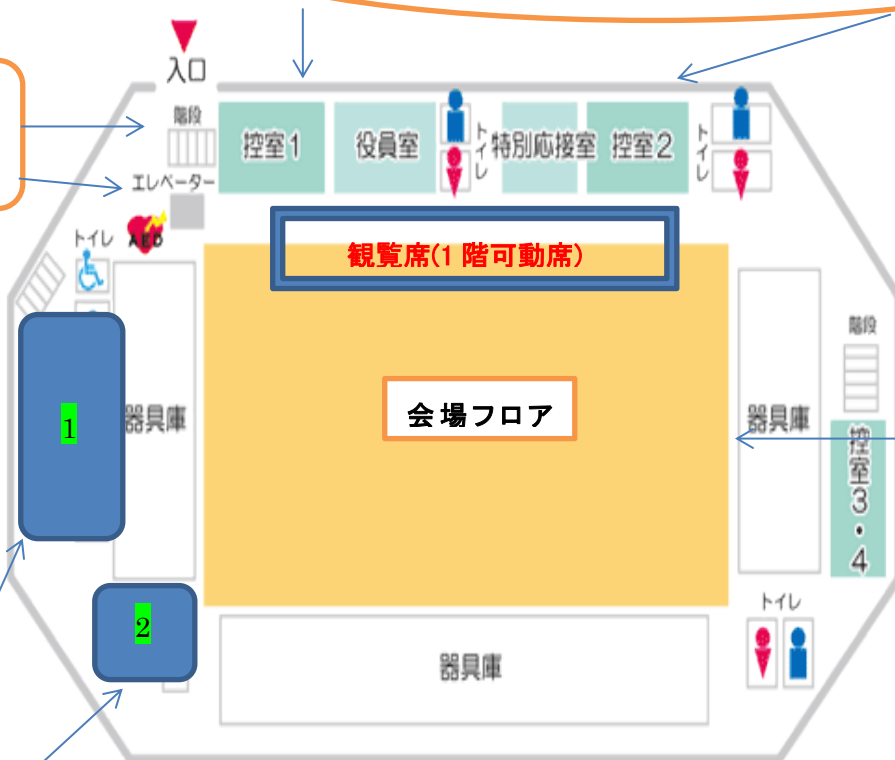 入口
階段
エレベーター
控室1
役員室
トイレ
特別応接室
控室2
トイレ
トイレ
AED
観覧席(1階可動席)
会場フロア
器具庫
1
2
器具庫
階段
控室3・4
トイレ
器具庫